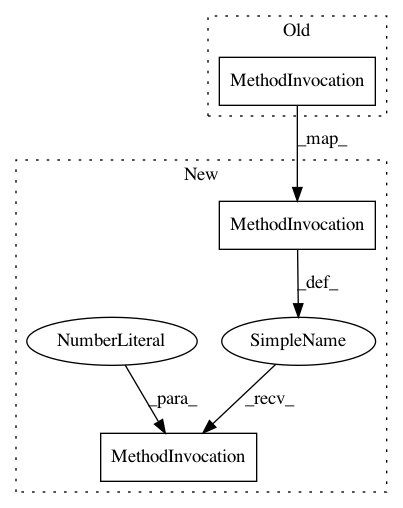 Old
MethodInvocation
_map_
New
MethodInvocation
_def_
NumberLiteral
SimpleName
_para_
_recv_
MethodInvocation